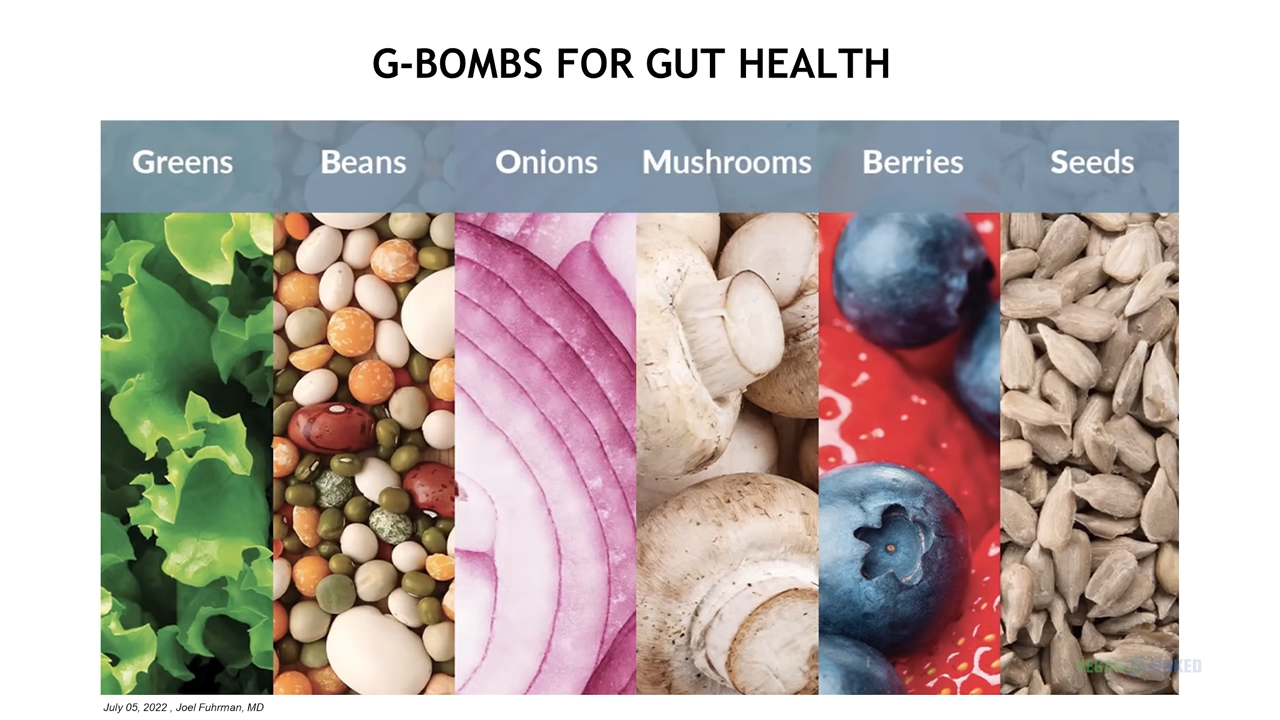 G-BOMBS FOR GUT HEALTH
Greens
Beans
Onions
Mushrooms
Berries
Seeds
July 05, 2022 , Joel Fuhrman, MD